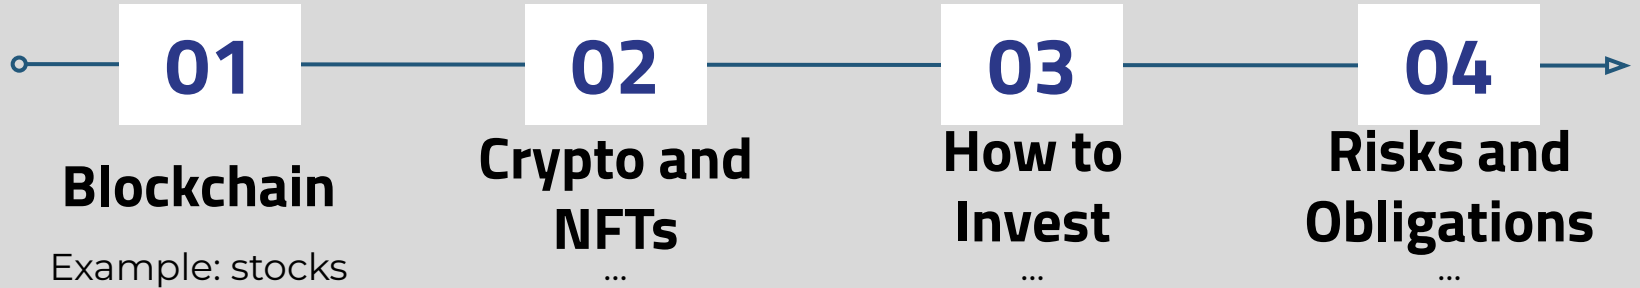 01
Blockchain
Example: stocks
02
Crypto and
NFTs
...
03
How to
Invest
...
04
Risks and
Obligations
...